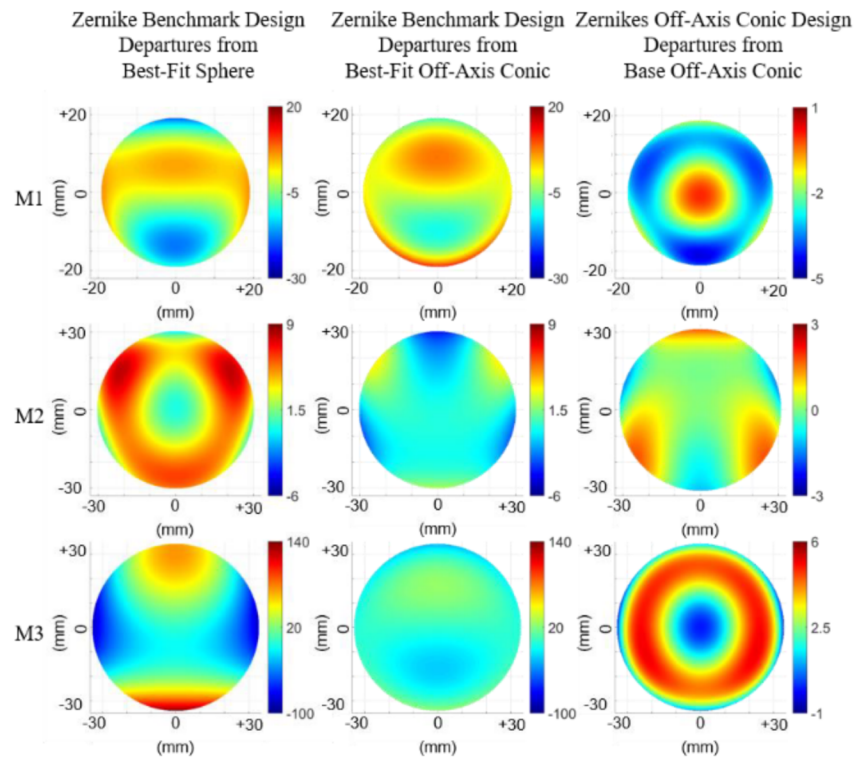 Zernike Benchmark Design
Departures from
Best-Fit Sphere
Zernike Benchmark Design
Departures from
Best-Fit Off-Axis Conic
Zernikes Off-Axis Conic Design
Departures from
Base Off-Axis Conic
M1
+20
0
-20
(mm)
-20 0 +20
(mm)
20
-5
-30
+20
0
-20
(mm)
-20 0 +20
(mm)
20
-5
-30
+20
0
-20
(mm)
-20 0 +20
(mm)
1
-2
-5
M2
+30
0
-30
(mm)
-30 0 +30
(mm)
9
1.5
-6
+30
0
-30
(mm)
-30 0 +30
(mm)
9
1.5
-6
+30
0
-30
(mm)
-30 0 +30
(mm)
3
0
-3
M3
+30
0
-30
(mm)
-30 0 +30
(mm)
140
20
-100
+30
0
-30
(mm)
-30 0 +30
(mm)
140
20
-100
+30
0
-30
(mm)
-30 0 +30
(mm)
6
2.5
-1